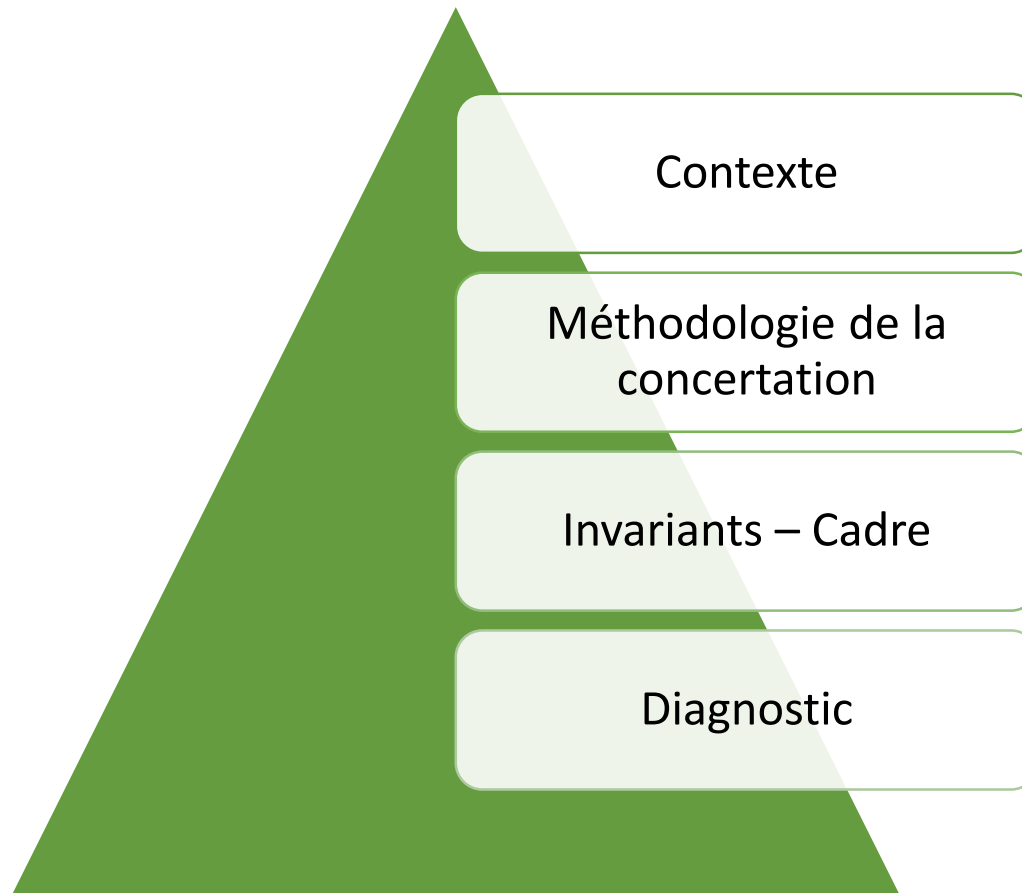 Contexte
Méthodologie de la
concertation
Invariants – Cadre
Diagnostic